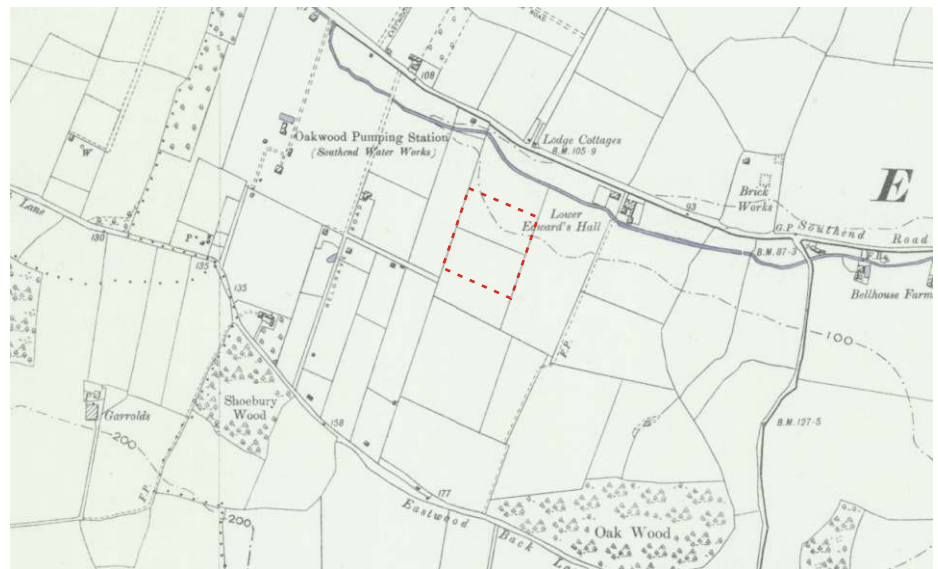 ROAD
108
Oakwood Pumping Station
(Southend Water Works)
Lodge Cottages
B.M. 105·9
W
Brick
Works
E
Lane
130
P
ROAD
Lower
Edward's Hall
93
G.P.
Southend Road
B.M. 87·3
F.B.
Bellhouse Farm
135
135
F.P.
100
Shoebury
Wood
P
Garrolds
158
200
B.M. 127·5
F.P.
177
Eastwood
Back
Oak Wood
200